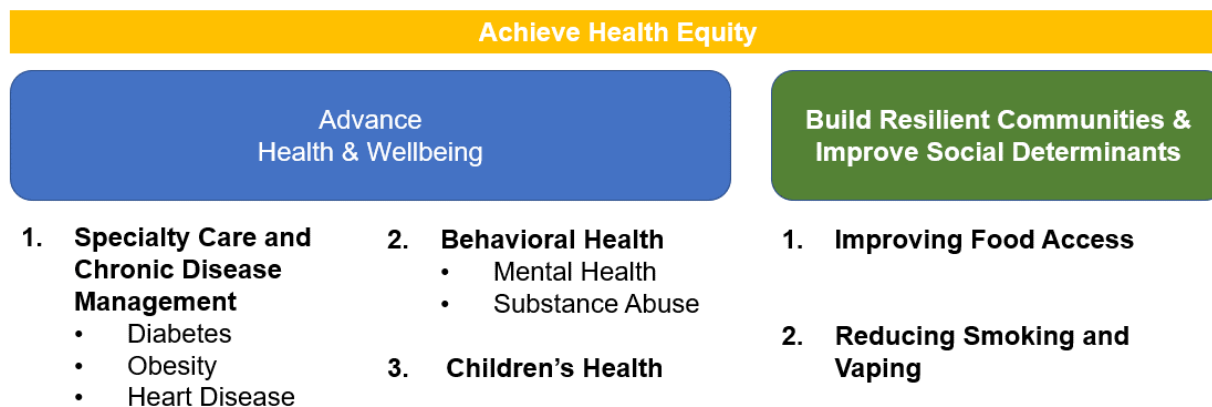 Achieve Health Equity
Advance
Health & Wellbeing
1. Specialty Care and
Chronic Disease
Management
• Diabetes
• Obesity
• Heart Disease
2. Behavioral Health
• Mental Health
• Substance Abuse
3. Children’s Health
Build Resilient Communities &
Improve Social Determinants
1. Improving Food Access
2. Reducing Smoking and
Vaping